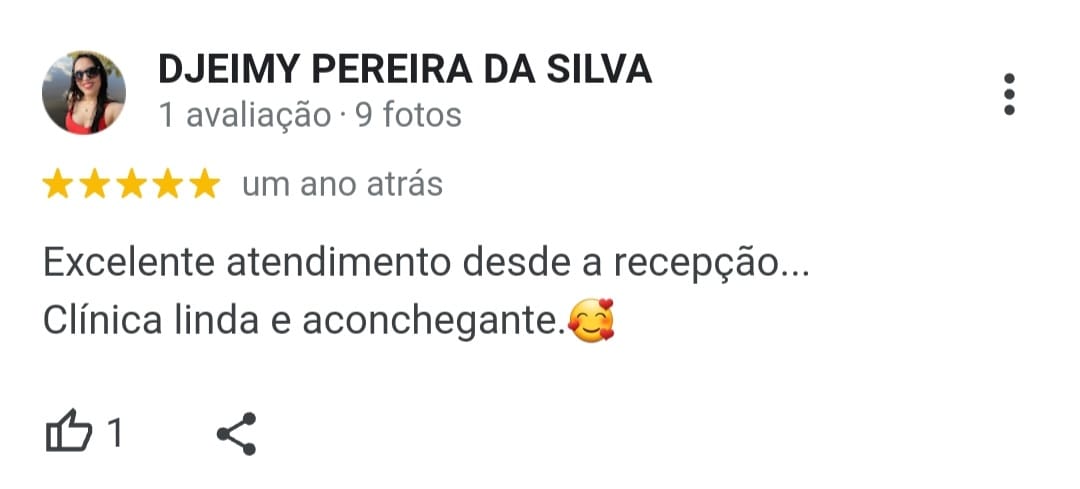 DJEIMY PEREIRA DA SILVA
1 avaliação · 9 fotos
um ano atrás
Excelente atendimento desde a recepção...
Clínica linda e aconchegante.🥰
1